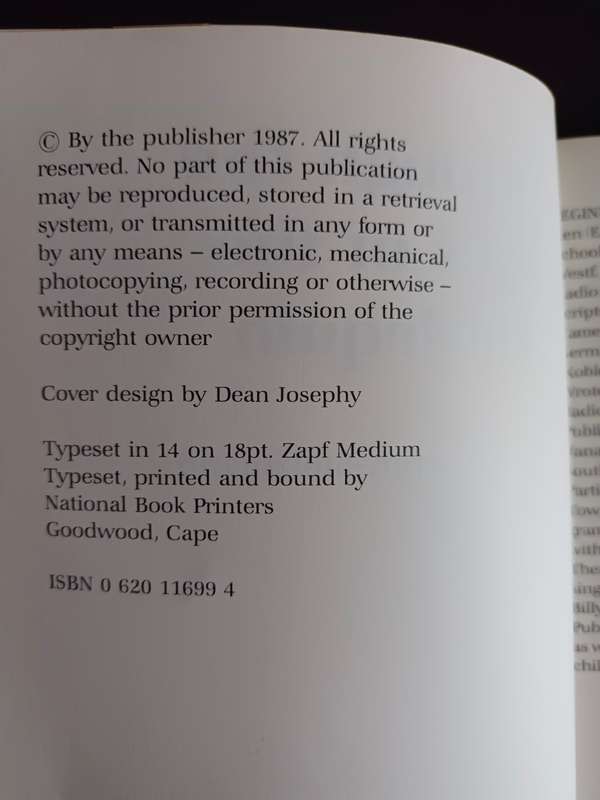 © By the publisher 1987. All rights
reserved. No part of this publication
may be reproduced, stored in a retrieval
system, or transmitted in any form or
by any means – electronic, mechanical,
photocopying, recording or otherwise –
without the prior permission of the
copyright owner
Cover design by Dean Josephy
Typeset in 14 on 18pt. Zapf Medium
Typeset, printed and bound by
National Book Printers
Goodwood, Cape
ISBN 0 620 11699 4